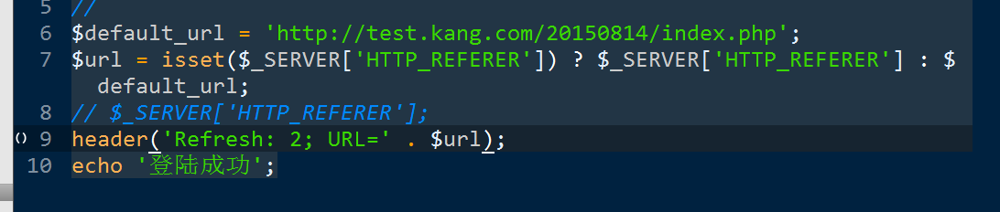 5 //
6 $default_url = 'http://test.kang.com/20150814/index.php';
7 $url = isset($_SERVER['HTTP_REFERER']) ? $_SERVER['HTTP_REFERER'] : $
default_url;
8 // $_SERVER['HTTP_REFERER'];
() 9 header('Refresh: 2; URL=' . $url);
10 echo '登陆成功';